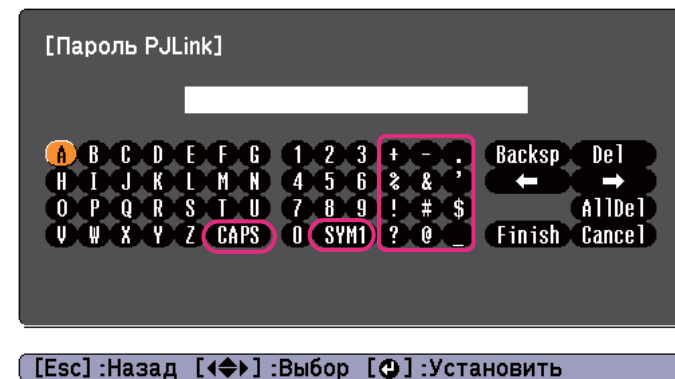 [Пароль PJLink]
A B C D E F G 1 2 3 + - . Backsp Del
H I J K L M N 4 5 6 % & ' ← →
O P Q R S T U 7 8 9 ! # $ AllDel
V W X Y Z CAPS 0 SYM1 ? @ _ Finish Cancel
[Esc] :Назад [◂◆▸] :Выбор [↵] :Установить